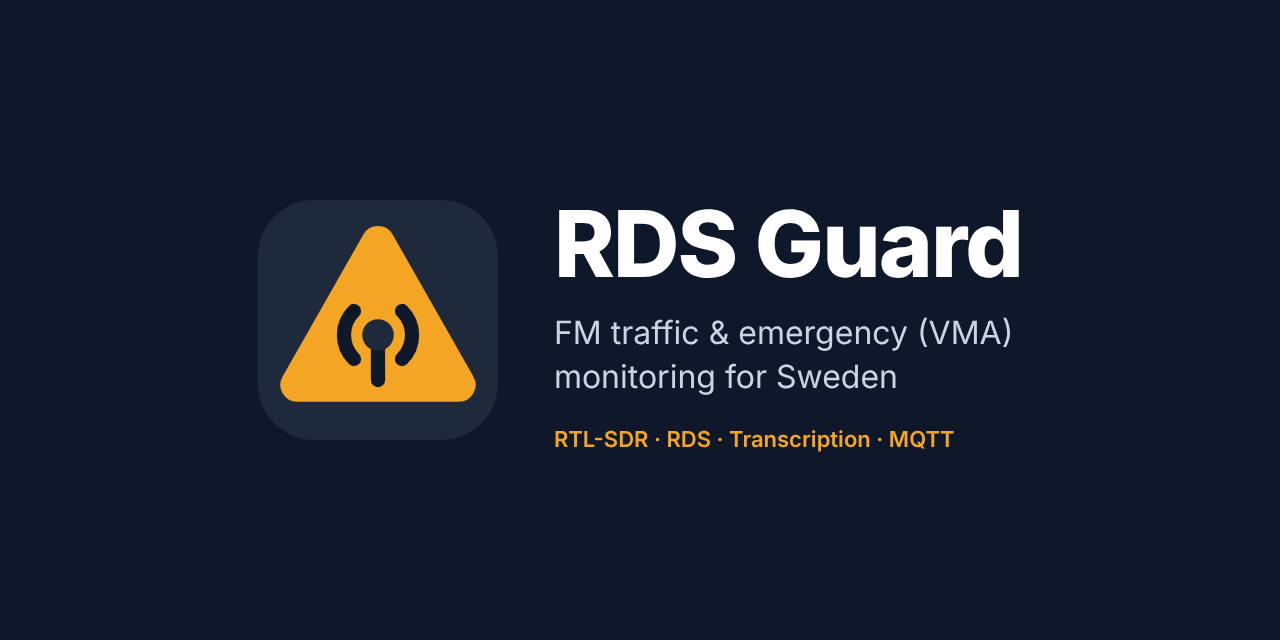 RDS Guard
FM traffic & emergency (VMA)
monitoring for Sweden
RTL-SDR · RDS · Transcription · MQTT